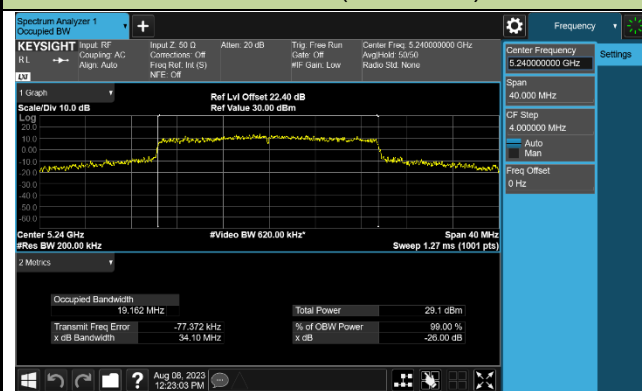 Spectrum Analyzer 1
Occupied BW
Frequency
KEYSIGHT
R L
LXI
Input: RF
Coupling: AC
Align: Auto
Input Z: 50 Ω
Corrections: Off
Freq Ref: Int (S)
NFE: Off
Atten: 20 dB
Trig: Free Run
Gate: Off
#IF Gain: Low
Center Freq: 5.240000000 GHz
Avg|Hold: 50/50
Radio Std: None
Center Frequency
5.240000000 GHz
Settings
Span
40.000 MHz
CF Step
4.000000 MHz
Auto
Man
Freq Offset
0 Hz
1 Graph
Scale/Div 10.0 dB
Ref Lvl Offset 22.40 dB
Ref Value 30.00 dBm
Log
20.0
10.0
0.00
-10.0
-20.0
-30.0
-40.0
-50.0
-60.0
Center 5.24 GHz
#Res BW 200.00 kHz
#Video BW 620.00 kHz*
Span 40 MHz
Sweep 1.27 ms (1001 pts)
2 Metrics
Occupied Bandwidth
19.162 MHz
Total Power 29.1 dBm
Transmit Freq Error -77.372 kHz
% of OBW Power 99.00 %
x dB Bandwidth 34.10 MHz
x dB -26.00 dB
?
Aug 08, 2023
12:23:03 PM